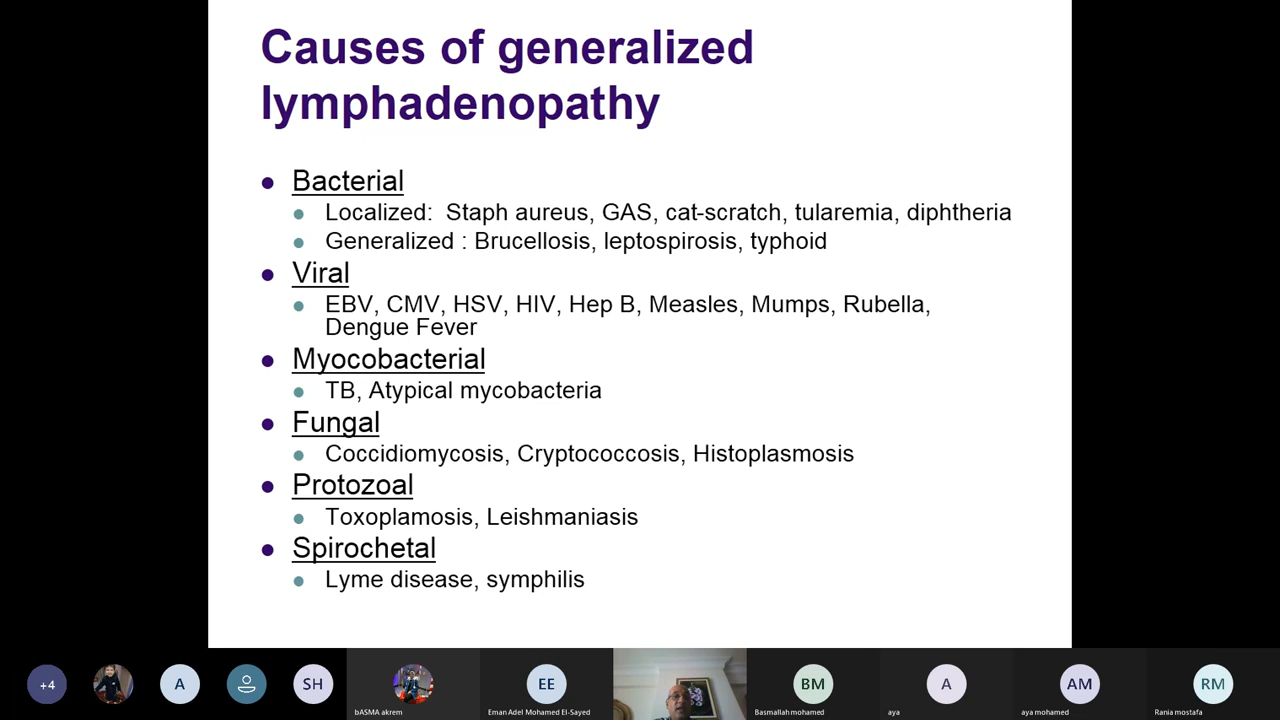 Causes of generalized
lymphadenopathy
Bacterial
Localized: Staph aureus, GAS, cat-scratch, tularemia, diphtheria
Generalized : Brucellosis, leptospirosis, typhoid
Viral
EBV, CMV, HSV, HIV, Hep B, Measles, Mumps, Rubella,
Dengue Fever
Myocobacterial
TB, Atypical mycobacteria
Fungal
Coccidiomycosis, Cryptococcosis, Histoplasmosis
Protozoal
Toxoplamosis, Leishmaniasis
Spirochetal
Lyme disease, symphilis
+4
A
SH
bASMA akrem
EE
Eman Adel Mohamed El-Sayed
BM
Basmallah mohamed
A
aya
AM
aya mohamed
RM
Rania mostafa